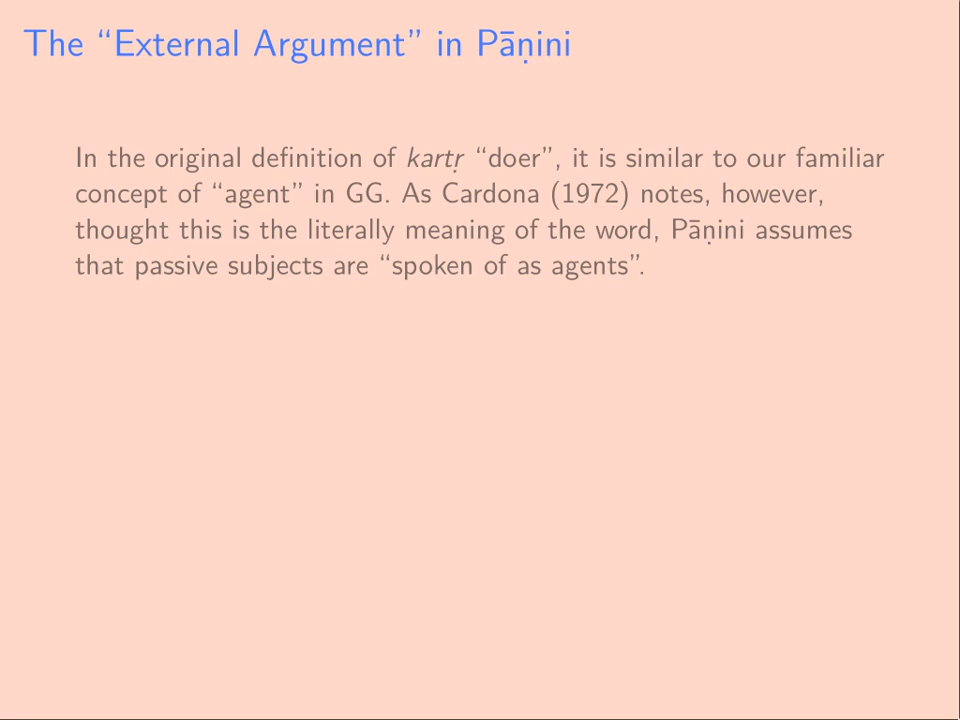 The “External Argument” in Pāṇini
In the original definition of kartṛ “doer”, it is similar to our familiar
concept of “agent” in GG. As Cardona (1972) notes, however,
thought this is the literally meaning of the word, Pāṇini assumes
that passive subjects are “spoken of as agents”.